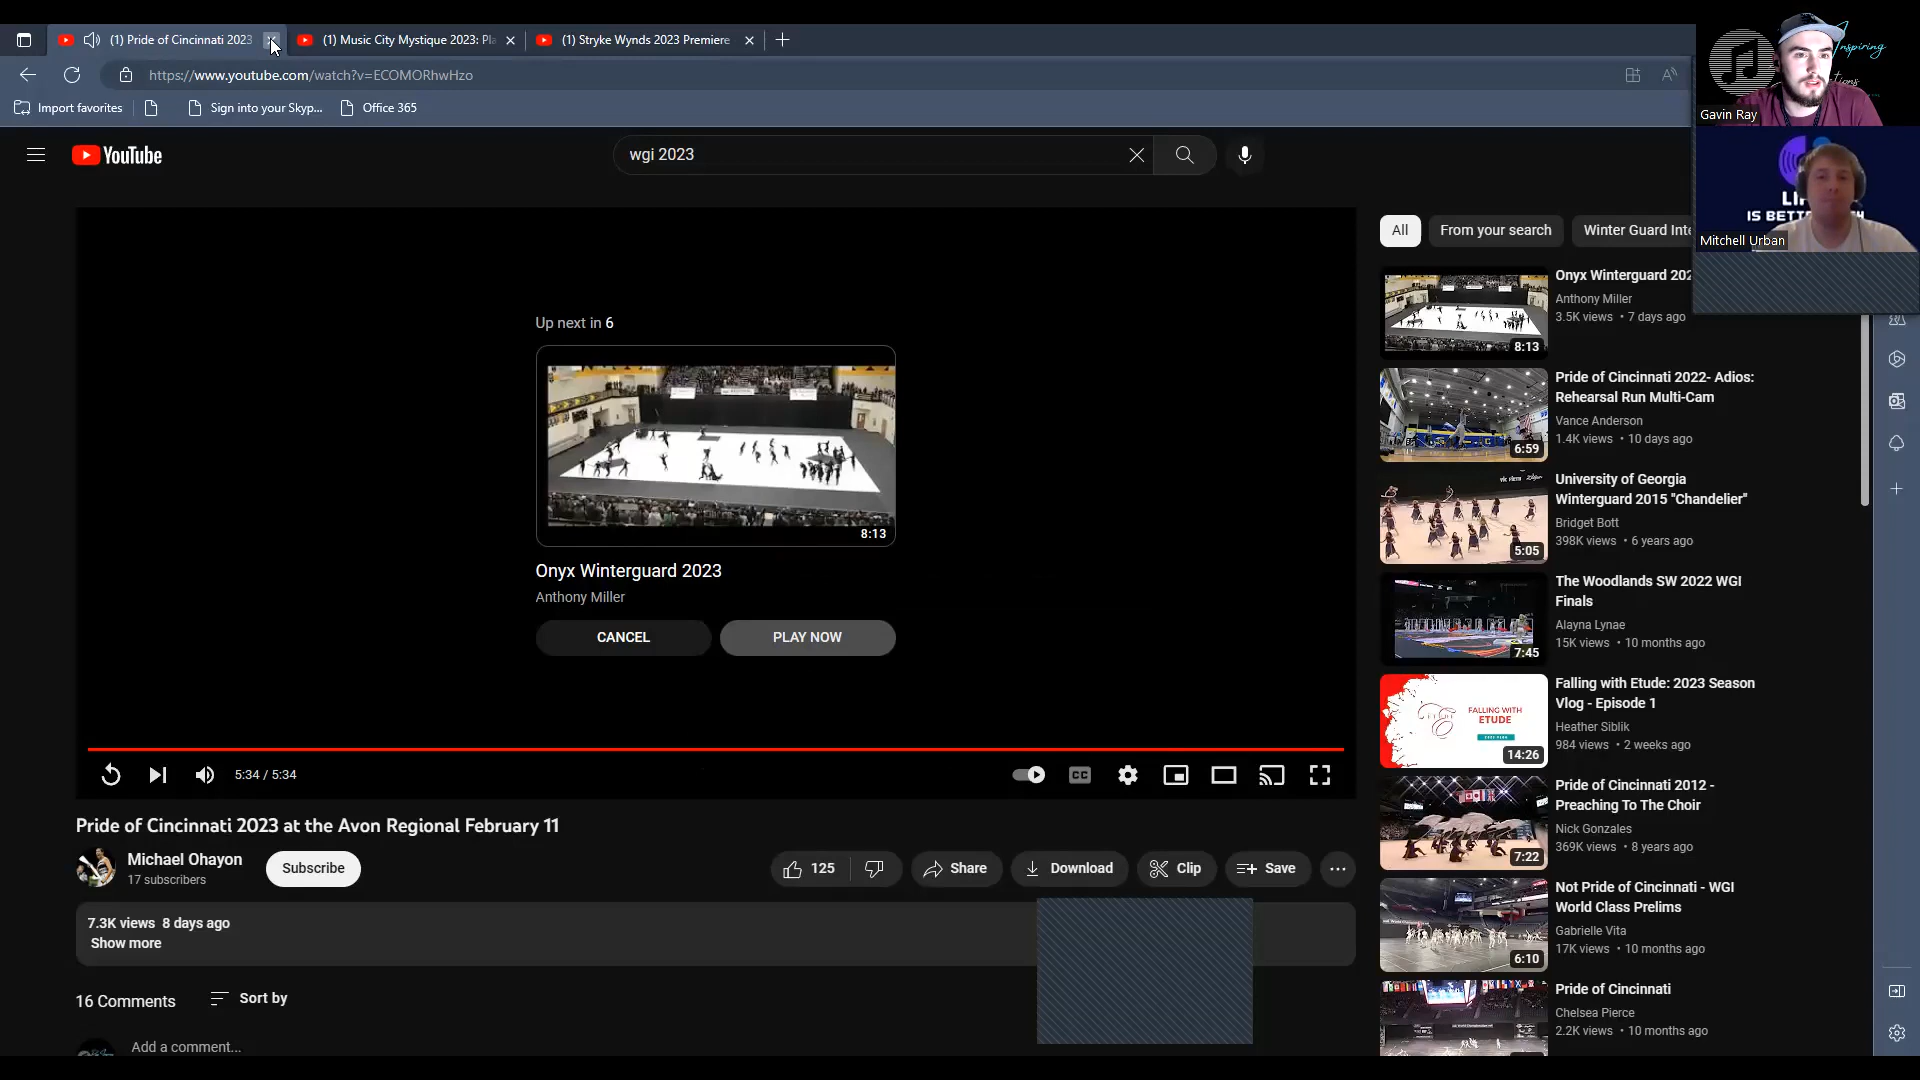 (1) Pride of Cincinnati 2023
(1) Music City Mystique 2023: Pl
(1) Stryke Wynds 2023 Premiere
https://www.youtube.com/watch?v=ECOMORhwHzo
Import favorites
Sign into your Skyp...
Office 365
Gavin Ray
IS BETT
Mitchell Urban
YouTube
wgi 2023
All
From your search
Winter Guard Inte
Up next in 6
8:13
Onyx Winterguard 2023
Anthony Miller
CANCEL
PLAY NOW
5:34 / 5:34
CC
Pride of Cincinnati 2023 at the Avon Regional February 11
Michael Ohayon
17 subscribers
Subscribe
125
Share
Download
Clip
Save
7.3K views 8 days ago
Show more
16 Comments
Sort by
Add a comment...
Onyx Winterguard 202
Anthony Miller
3.5K views • 7 days ago
8:13
Pride of Cincinnati 2022- Adios:
Rehearsal Run Multi-Cam
Vance Anderson
1.4K views • 10 days ago
6:59
University of Georgia
Winterguard 2015 "Chandelier"
Bridget Bott
398K views • 6 years ago
5:05
The Woodlands SW 2022 WGI
Finals
Alayna Lynae
15K views • 10 months ago
7:45
FALLING WITH
ETUDE
Falling with Etude: 2023 Season
Vlog - Episode 1
Heather Siblik
984 views • 2 weeks ago
14:26
Pride of Cincinnati 2012 -
Preaching To The Choir
Nick Gonzales
369K views • 8 years ago
7:22
Not Pride of Cincinnati - WGI
World Class Prelims
Gabrielle Vita
17K views • 10 months ago
6:10
Pride of Cincinnati
Chelsea Pierce
2.2K views • 10 months ago